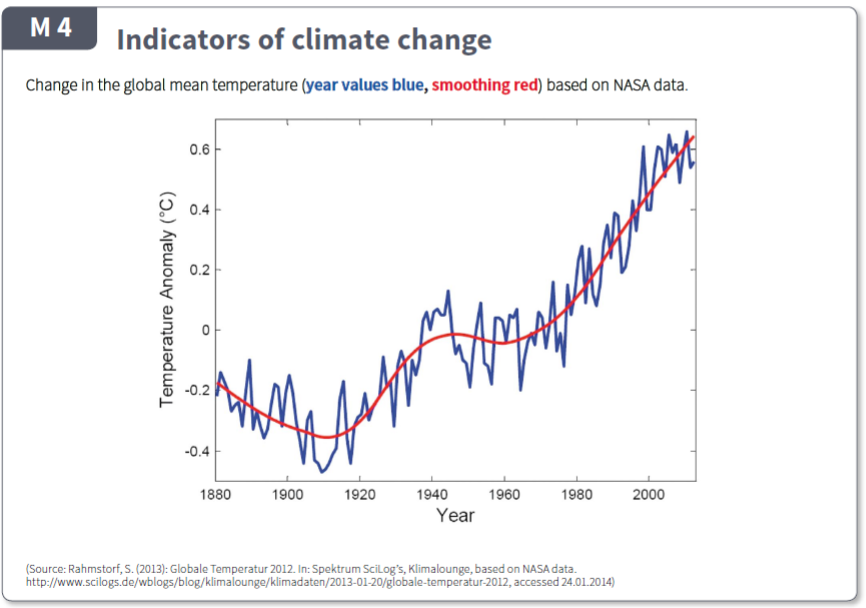 M 4
Indicators of climate change
Change in the global mean temperature (year values blue, smoothing red) based on NASA data.
0.6
0.4
0.2
0
-0.2
-0.4
Temperature Anomaly (°C)
1880 1900 1920 1940 1960 1980 2000
Year
(Source: Rahmstorf, S. (2013): Globale Temperatur 2012. In: Spektrum SciLog's, Klimalounge, based on NASA data.
http://www.scilogs.de/wblogs/blog/klimalounge/klimadaten/2013-01-20/globale-temperatur-2012, accessed 24.01.2014)